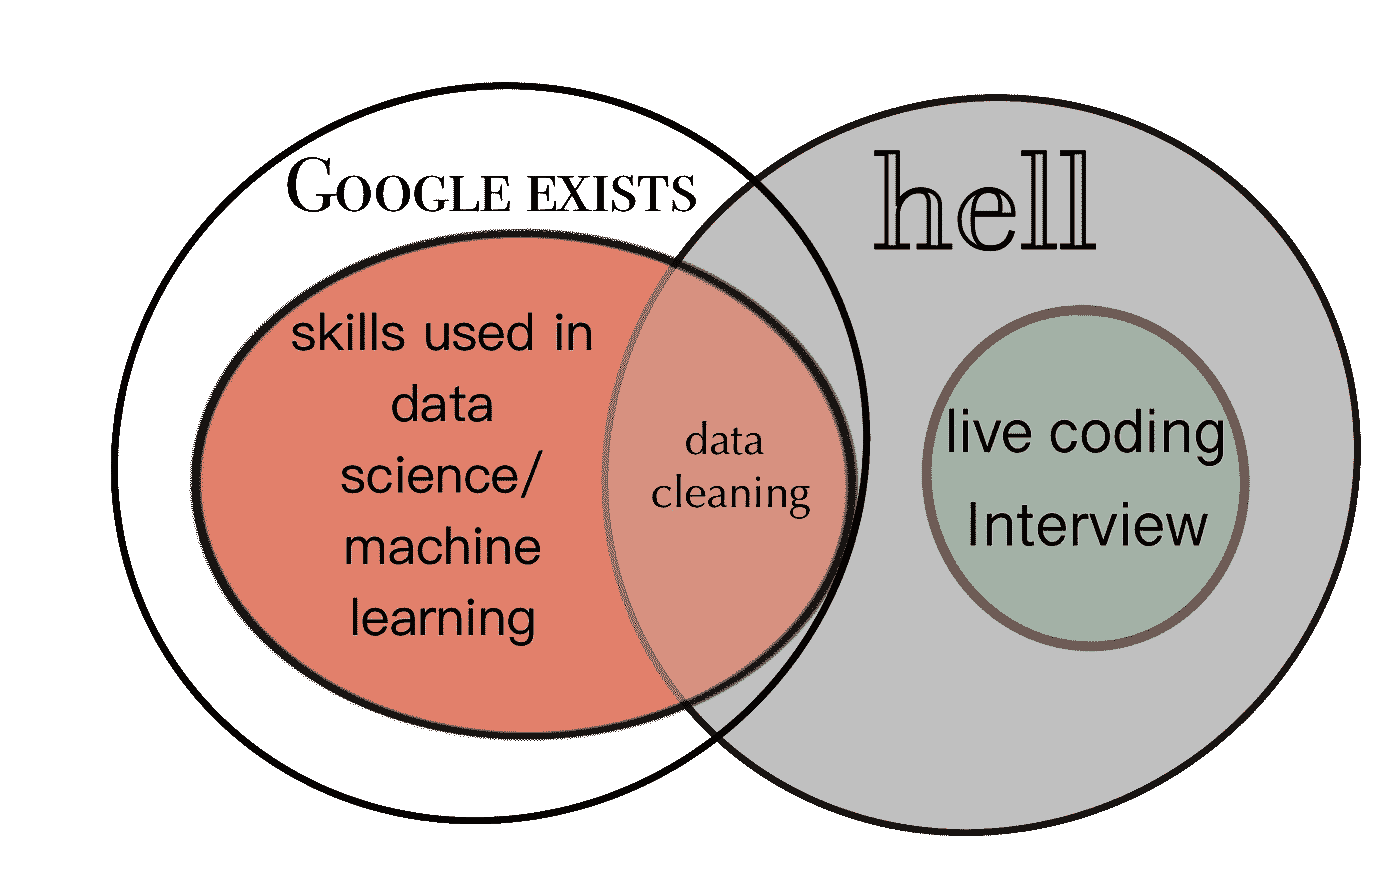 GOOGLE EXISTS
hell
skills used in
data
science/
machine
learning
data
cleaning
live coding
Interview